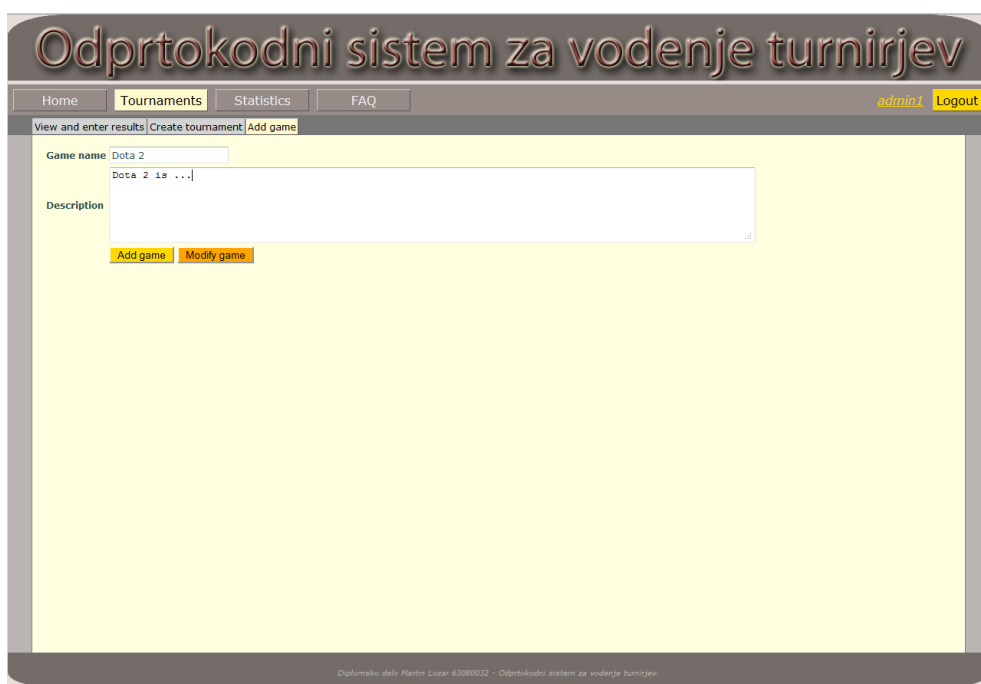 Odprtokodni sistem za vodenje turnirjev
Home Tournaments Statistics FAQ admin1 Logout
View and enter results Create tournament Add game
Game name Dota 2
Dota 2 is ...
Description
Add game Modify game
Diplomsko delo Martin Lozar 63080032 - Odprtokodni sistem za vodenje turnirjev.